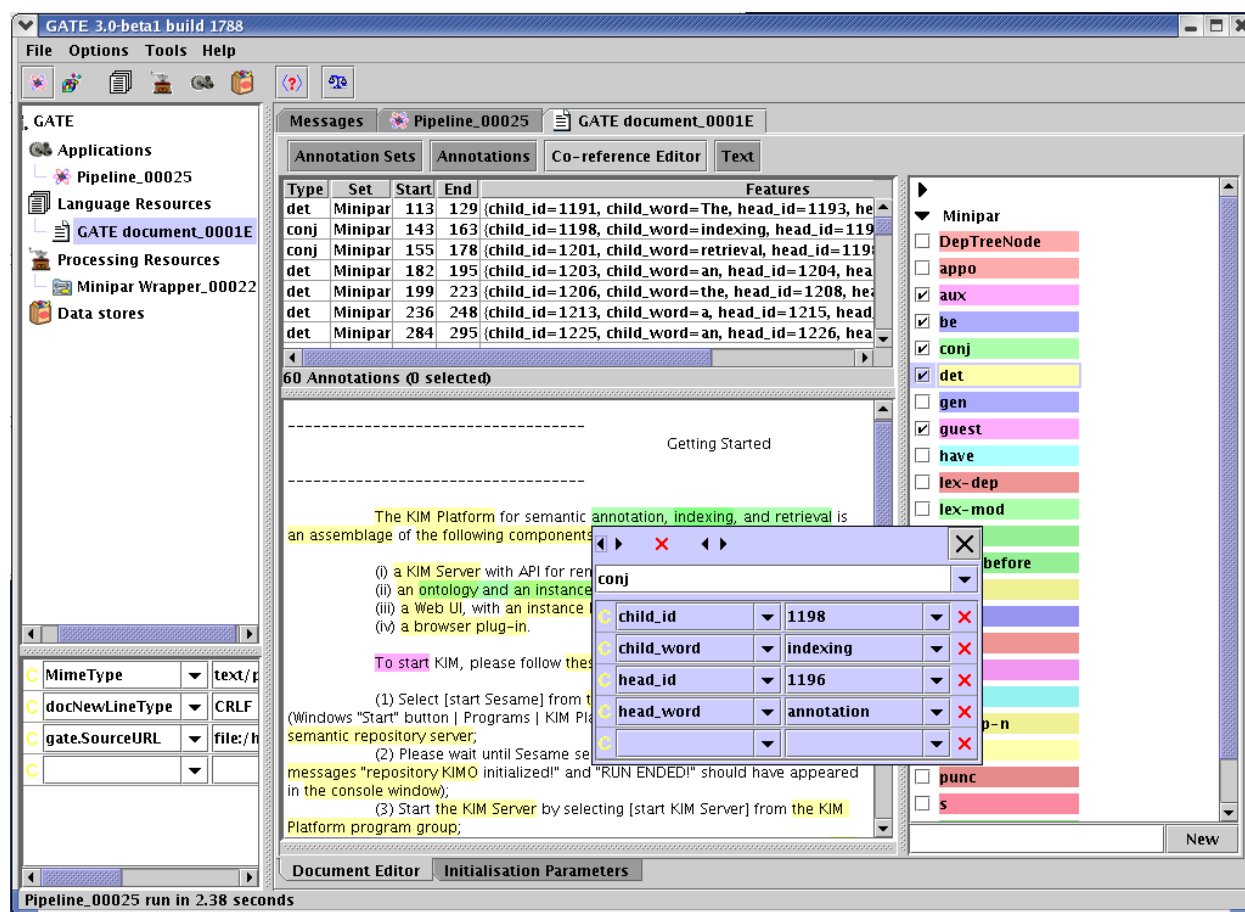 GATE 3.0-beta1 build 1788
File Options Tools Help
GATE
Applications
Pipeline_00025
Language Resources
GATE document_0001E
Processing Resources
Minipar Wrapper_00022
Data stores
MimeType text/p
docNewLineType CRLF
gate.SourceURL file:/h
C
C
C
C
Messages Pipeline_00025 GATE document_0001E
Annotation Sets Annotations Co-reference Editor Text
Type Set Start End Features
det Minipar 113 129 {child_id=1191, child_word=The, head_id=1193, he
conj Minipar 143 163 {child_id=1198, child_word=indexing, head_id=119
conj Minipar 155 178 {child_id=1201, child_word=retrieval, head_id=1198
det Minipar 182 195 {child_id=1203, child_word=an, head_id=1204, hea
det Minipar 199 223 {child_id=1206, child_word=the, head_id=1208, hea
det Minipar 236 248 {child_id=1213, child_word=a, head_id=1215, head_
det Minipar 284 295 {child_id=1225, child_word=an, head_id=1226, hea
60 Annotations (0 selected)
----------------------------------
Getting Started
----------------------------------
The KIM Platform for semantic annotation, indexing, and retrieval is
an assemblage of the following components
(i) a KIM Server with API for rem
(ii) an ontology and an instance
(iii) a Web UI, with an instance
(iv) a browser plug-in.
To start KIM, please follow thes
(1) Select [start Sesame] from t
(Windows "Start" button | Programs | KIM Pla
semantic repository server;
(2) Please wait until Sesame se
messages "repository KIMO initialized!" and "RUN ENDED!" should have appeared
in the console window);
(3) Start the KIM Server by selecting [start KIM Server] from the KIM
Platform program group;
conj
C child_id 1198
C child_word indexing
C head_id 1196
C head_word annotation
C
Minipar
DepTreeNode
appo
aux
be
conj
det
gen
guest
have
lex-dep
lex-mod
before
p-n
punc
s
New
Document Editor Initialisation Parameters
Pipeline_00025 run in 2.38 seconds